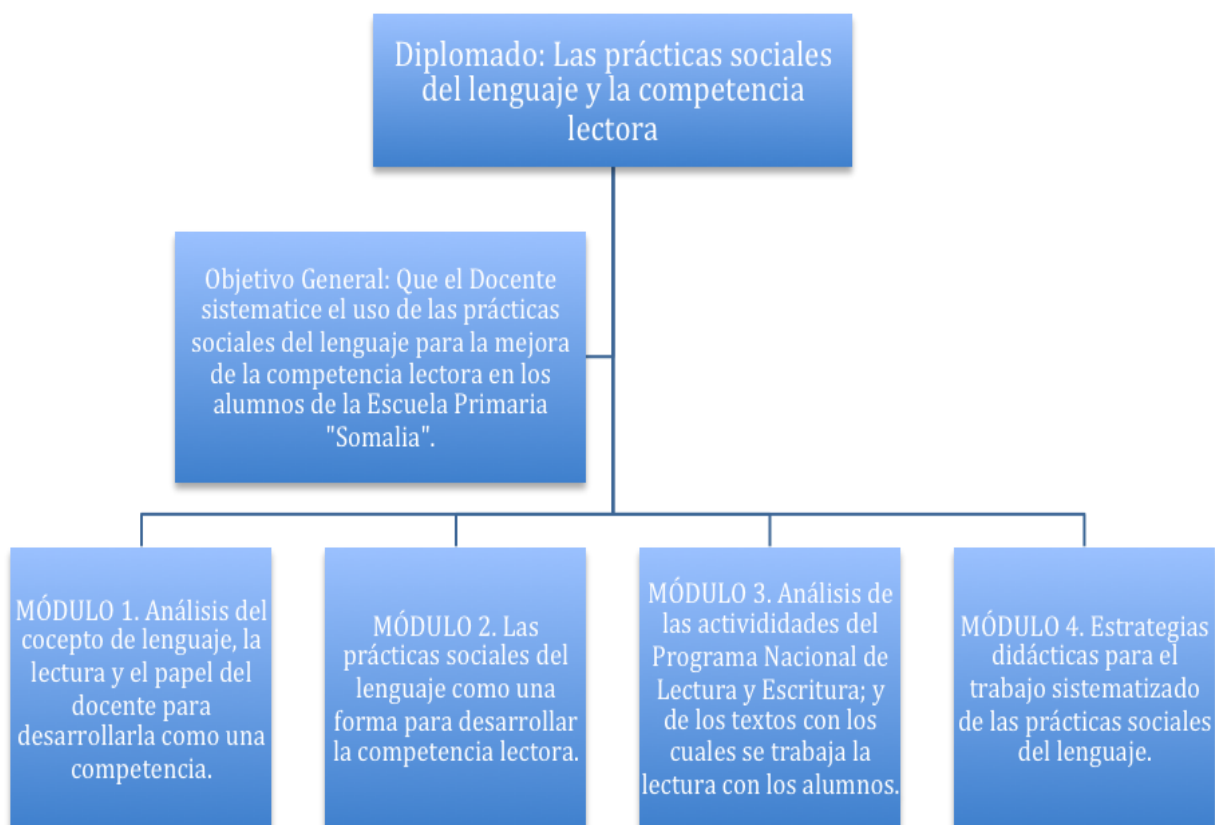 Diplomado: Las prácticas sociales
del lenguaje y la competencia
lectora
Objetivo General: Que el Docente
sistematice el uso de las prácticas
sociales del lenguaje para la mejora
de la competencia lectora en los
alumnos de la Escuela Primaria
"Somalia".
MÓDULO 1. Análisis del
cocepto de lenguaje, la
lectura y el papel del
docente para
desarrollarla como una
competencia.
MÓDULO 2. Las
prácticas sociales del
lenguaje como una
forma para desarrollar
la competencia lectora.
MÓDULO 3. Análisis de
las activididades del
Programa Nacional de
Lectura y Escritura; y
de los textos con los
cuales se trabaja la
lectura con los alumnos.
MÓDULO 4. Estrategias
didácticas para el
trabajo sistematizado
de las prácticas sociales
del lenguaje.